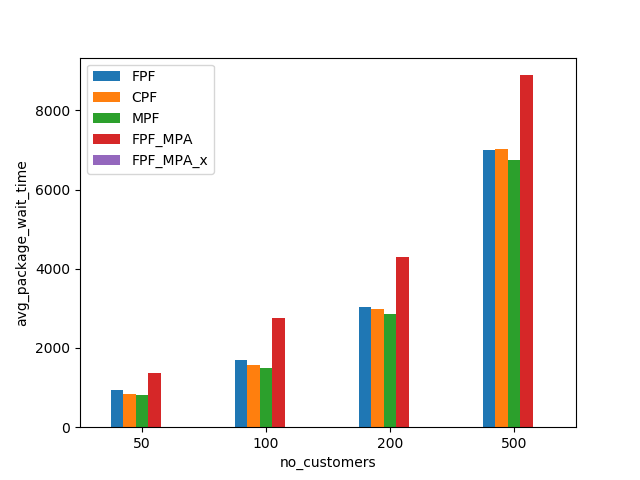 FPF
CPF
MPF
FPF_MPA
FPF_MPA_x
8000
6000
4000
2000
0
avg_package_wait_time
50 100 200 500
no_customers